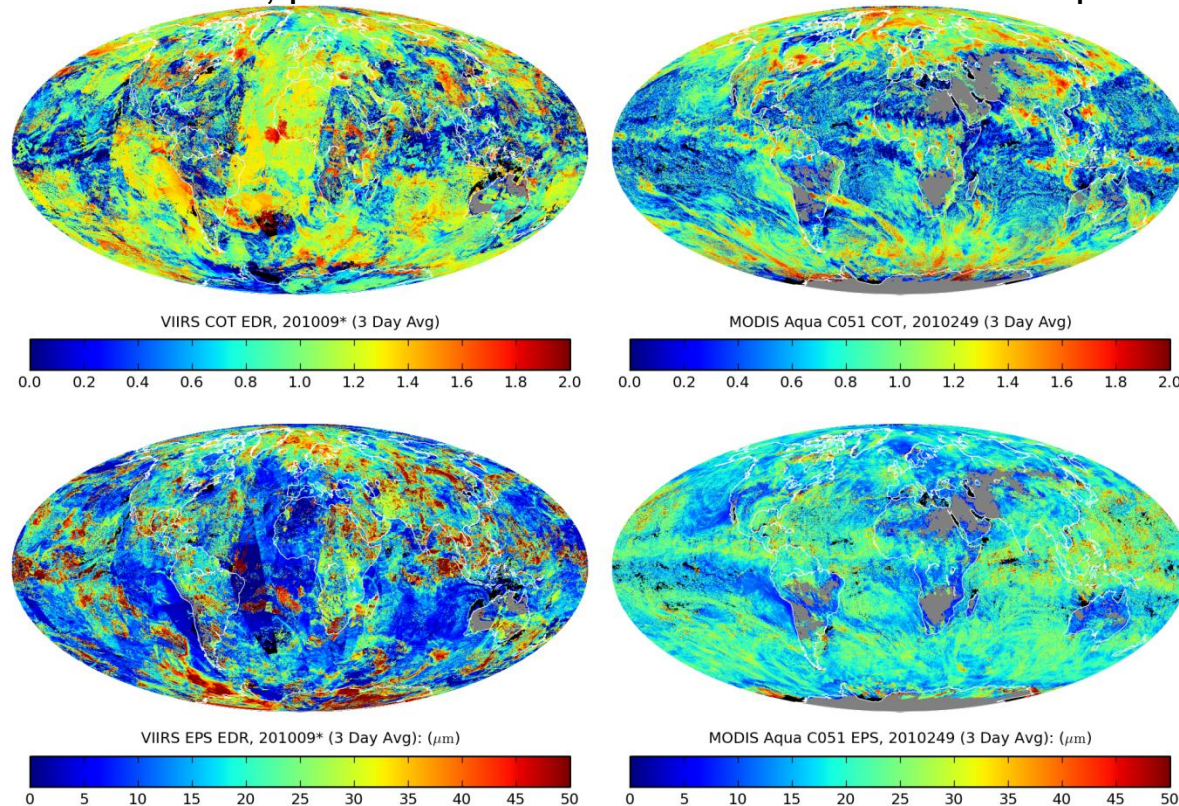 VIIRS COT EDR, 201009* (3 Day Avg)
MODIS Aqua C051 COT, 2010249 (3 Day Avg)
0.0 0.2 0.4 0.6 0.8 1.0 1.2 1.4 1.6 1.8 2.0
0.0 0.2 0.4 0.6 0.8 1.0 1.2 1.4 1.6 1.8 2.0
VIIRS EPS EDR, 201009* (3 Day Avg): (μm)
MODIS Aqua C051 EPS, 2010249 (3 Day Avg): (μm)
0 5 10 15 20 25 30 35 40 45 50
0 5 10 15 20 25 30 35 40 45 50